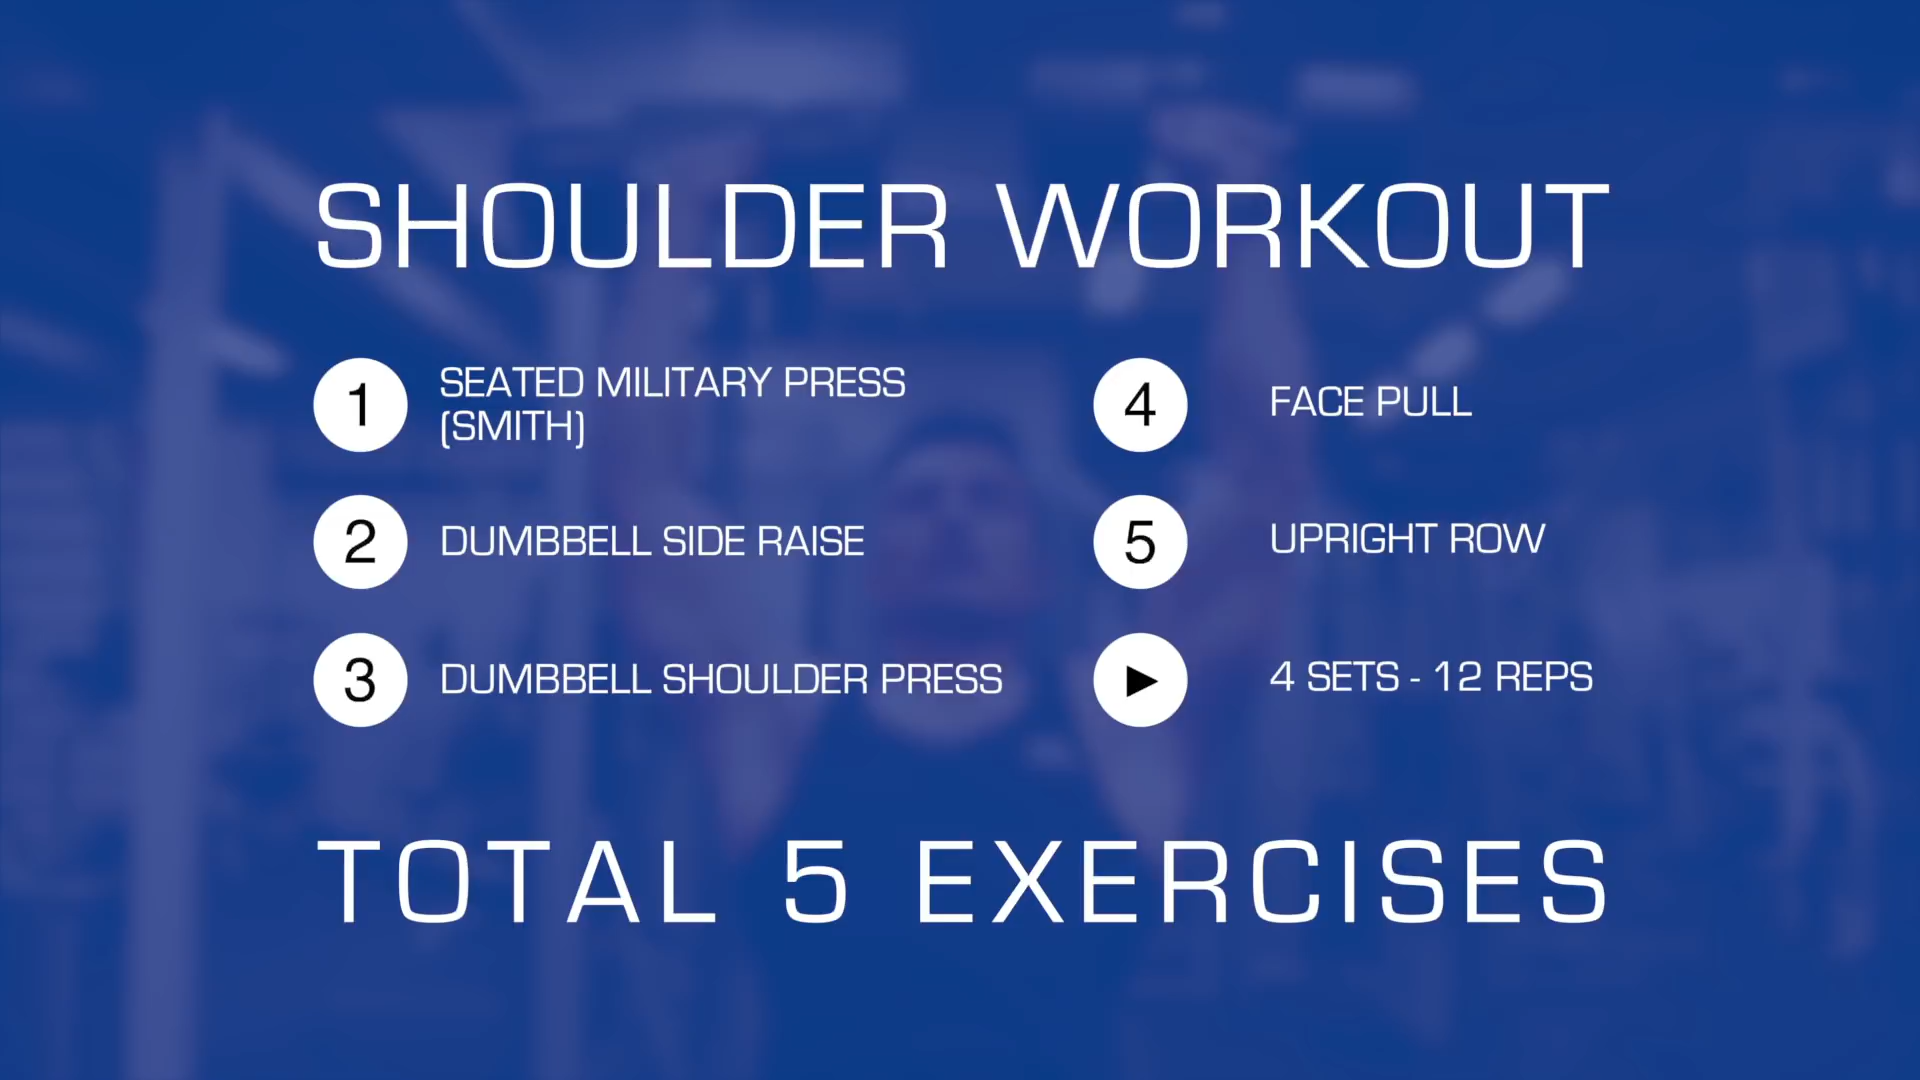 SHOULDER WORKOUT
1 SEATED MILITARY PRESS
(SMITH)
2 DUMBBELL SIDE RAISE
3 DUMBBELL SHOULDER PRESS
4 FACE PULL
5 UPRIGHT ROW
4 SETS - 12 REPS
TOTAL 5 EXERCISES